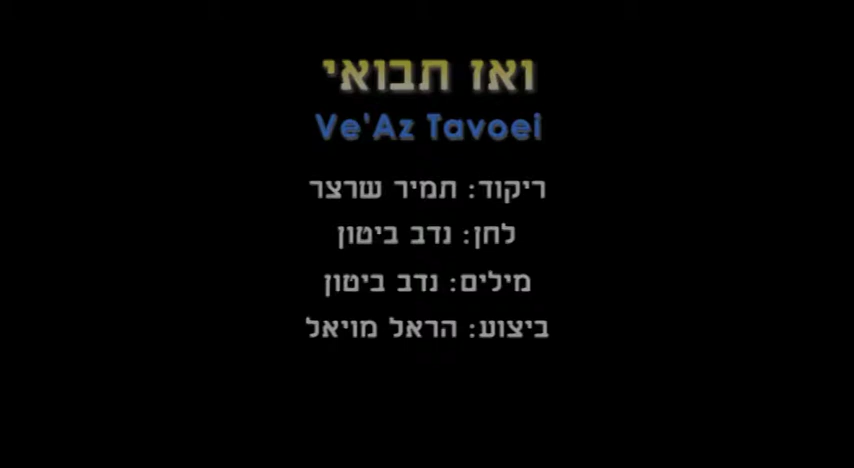 ואז תבואי
Ve'Az Tavoei
ריקוד: תמיר שרצר
לחן: נדב ביטון
מילים: נדב ביטון
ביצוע: הראל מויאל